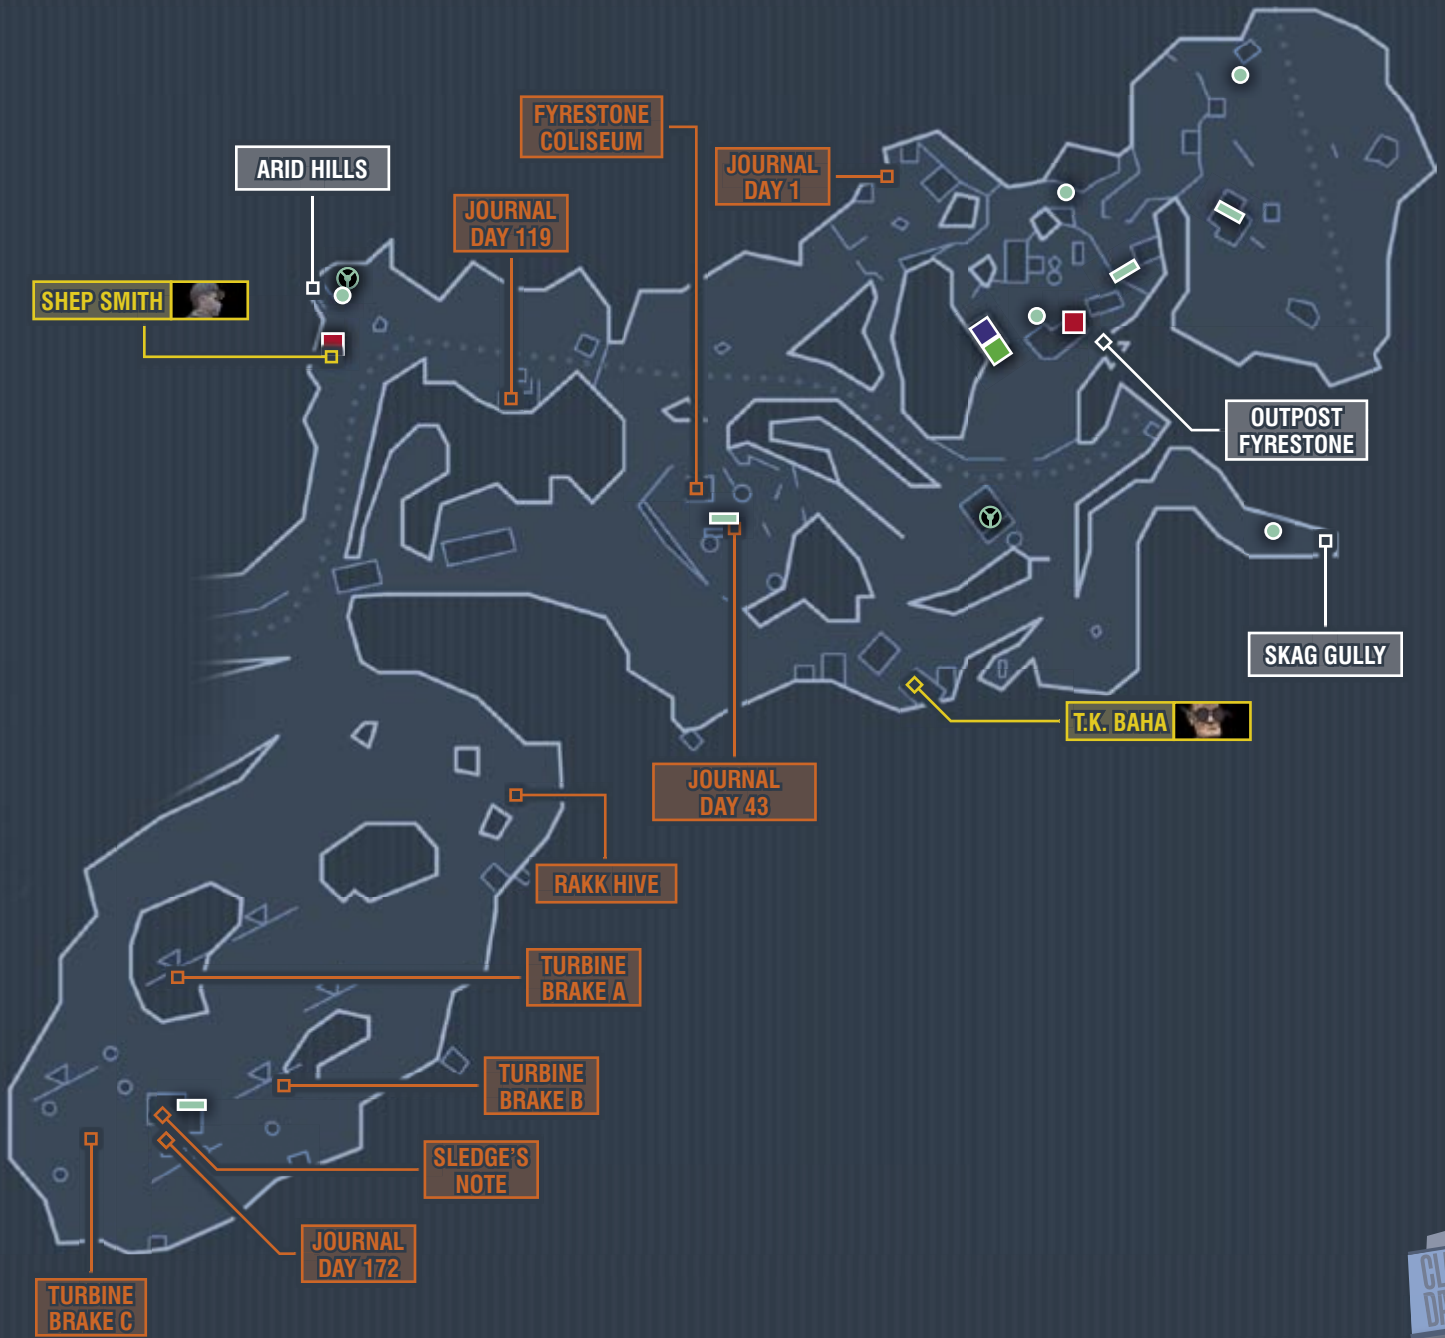 FYRESTONE
COLISEUM
ARID HILLS
JOURNAL
DAY 1
JOURNAL
DAY 119
SHEP SMITH
OUTPOST
FYRESTONE
SKAG GULLY
T.K. BAHA
JOURNAL
DAY 43
RAKK HIVE
TURBINE
BRAKE A
TURBINE
BRAKE B
SLEDGE'S
NOTE
JOURNAL
DAY 172
TURBINE
BRAKE C